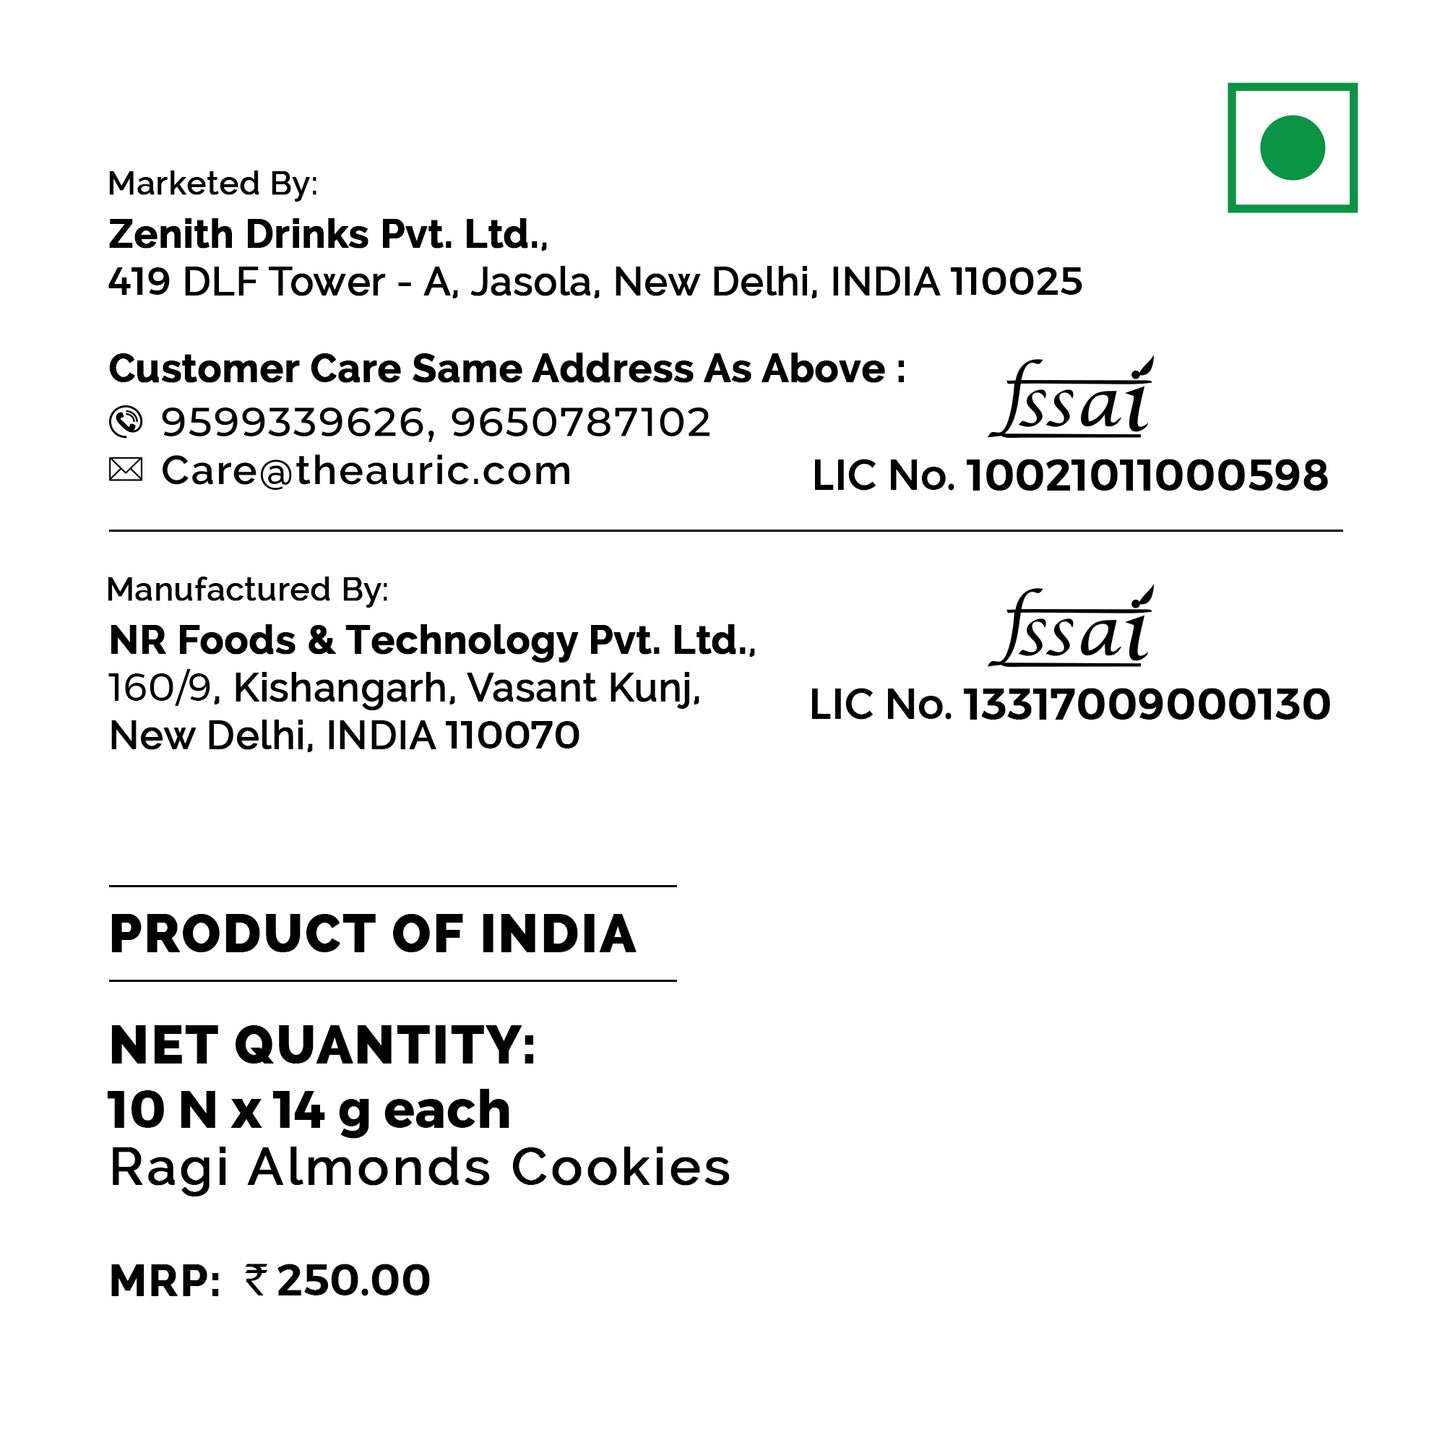 Marketed By:
Zenith Drinks Pvt. Ltd.,
419 DLF Tower - A, Jasola, New Delhi, INDIA 110025
Customer Care Same Address As Above :
9599339626, 9650787102
Care@theauric.com
fssai
LIC No. 10021011000598
Manufactured By:
NR Foods & Technology Pvt. Ltd.,
160/9, Kishangarh, Vasant Kunj,
New Delhi, INDIA 110070
fssai
LIC No. 13317009000130
PRODUCT OF INDIA
NET QUANTITY:
10 N x 14 g each
Ragi Almonds Cookies
MRP: ₹ 250.00